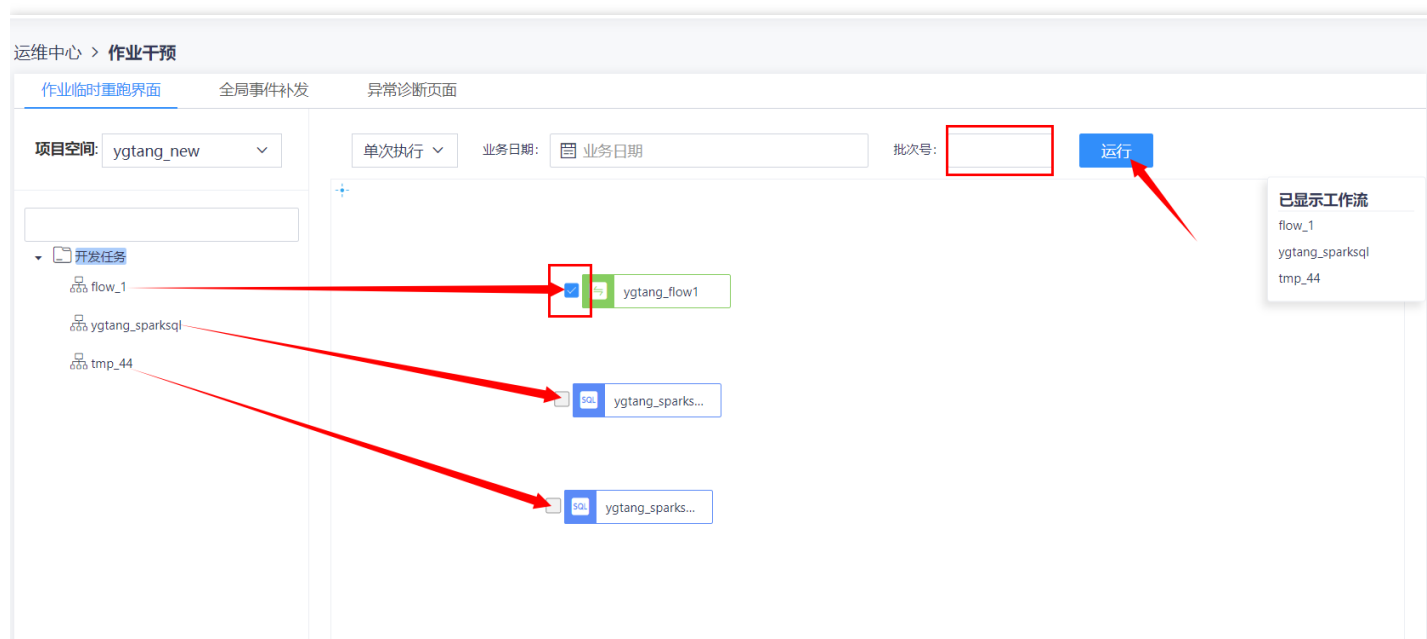 运维中心 > 作业干预
作业临时重跑界面 全局事件补发 异常诊断页面
项目空间: ygtang_new 单次执行 业务日期: 业务日期 批次号: 运行
已显示工作流
flow_1
ygtang_sparksql
tmp_44
开发任务
flow_1
ygtang_sparksql
tmp_44
ygtang_flow1
SQL ygtang_sparks...
SQL ygtang_sparks...